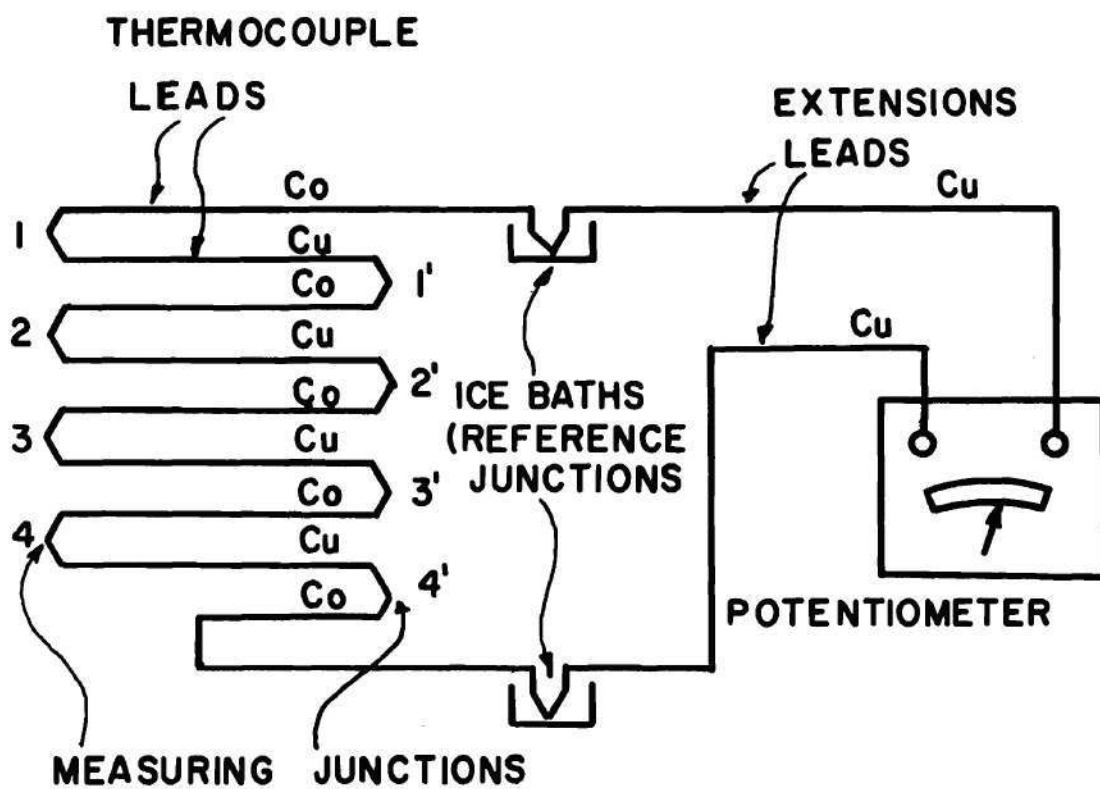 THERMOCOUPLE
LEADS
EXTENSIONS
LEADS
Co
Cu
1
Cu
Co
1'
2
Cu
Cu
Co
2'
ICE BATHS
(REFERENCE
JUNCTIONS
3
Cu
Co
3'
4
Cu
Co
4'
POTENTIOMETER
MEASURING JUNCTIONS